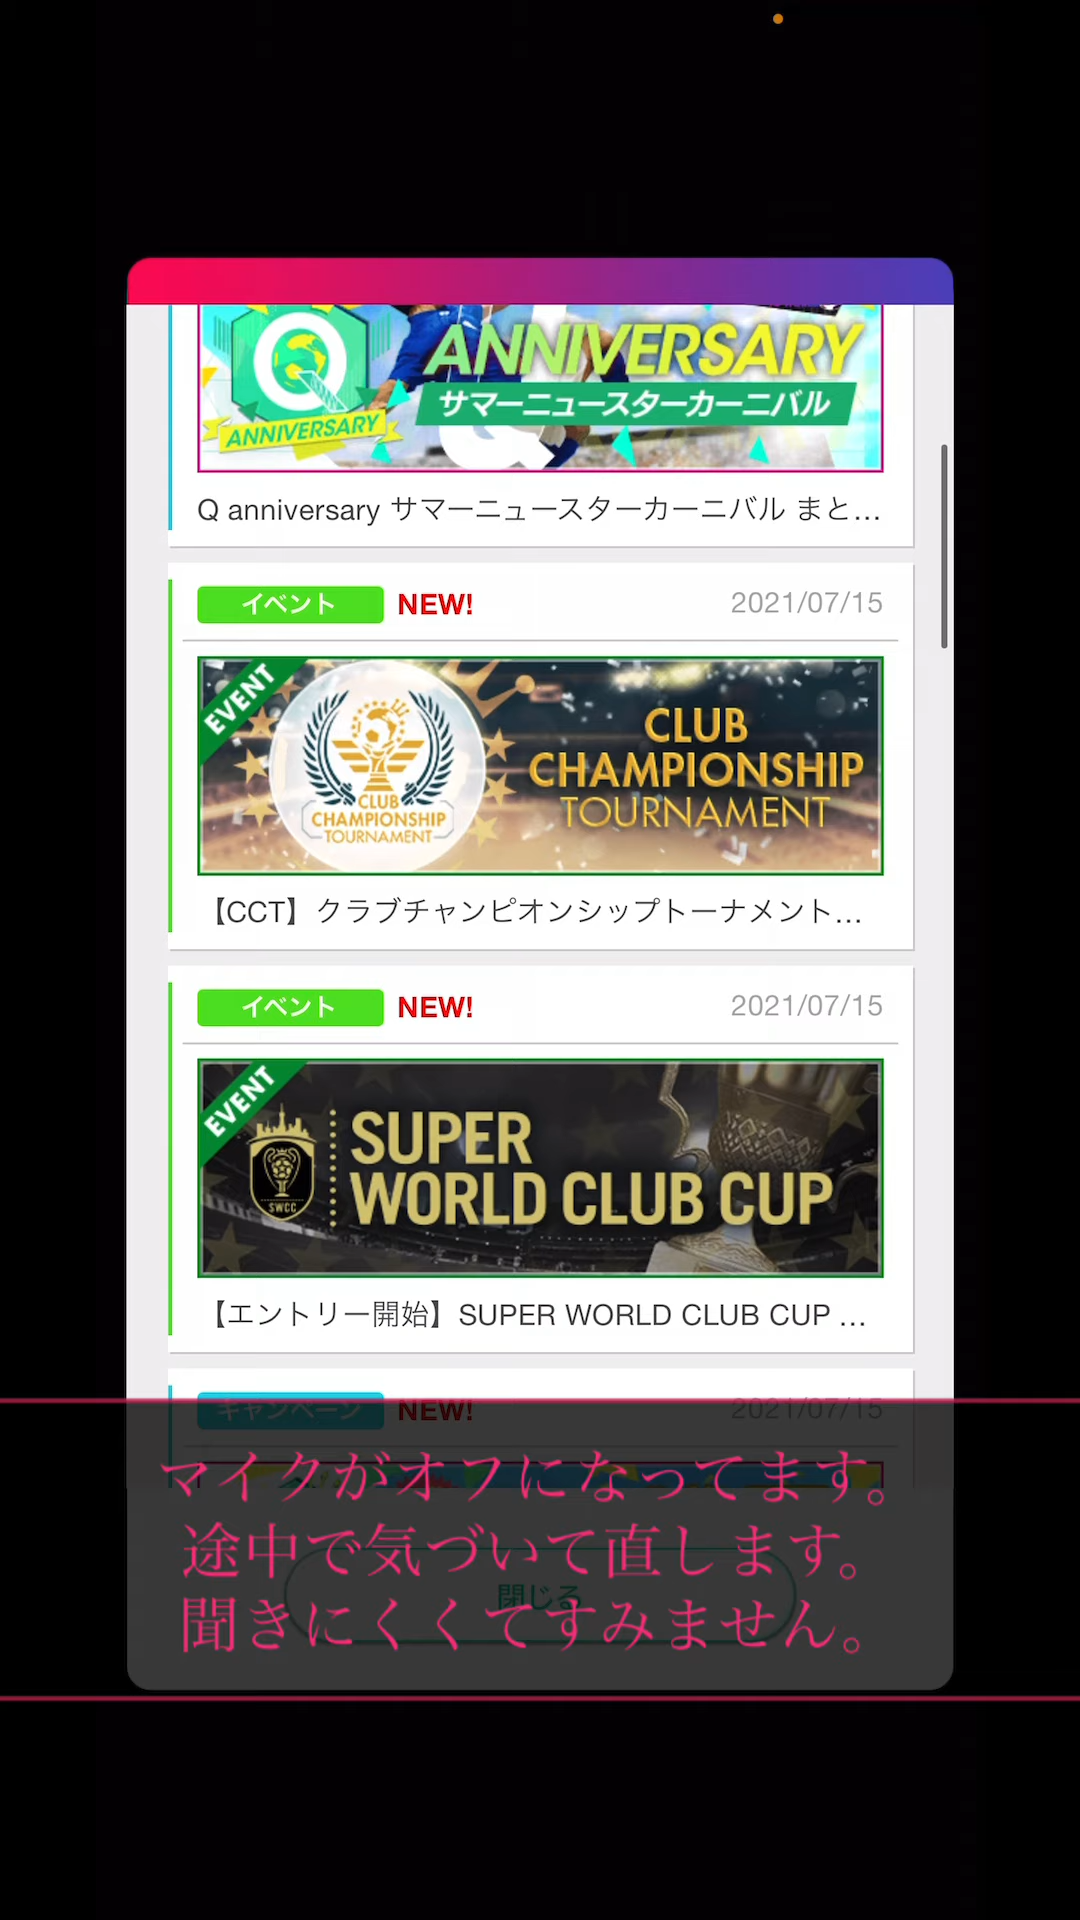 Q
ANNIVERSARY
ANNIVERSARY
サマーニュースターカーニバル
Q anniversary サマーニュースターカーニバル まと…
イベント NEW! 2021/07/15
EVENT
CLUB
CHAMPIONSHIP
TOURNAMENT
CLUB
CHAMPIONSHIP
TOURNAMENT
【CCT】クラブチャンピオンシップトーナメント…
イベント NEW! 2021/07/15
EVENT
SWCC
SUPER
WORLD CLUB CUP
【エントリー開始】SUPER WORLD CLUB CUP …
キャンペーン NEW! 2021/07/15
マイクがオフになってます。
途中で気づいて直します。
閉じる
聞きにくくてすみません。